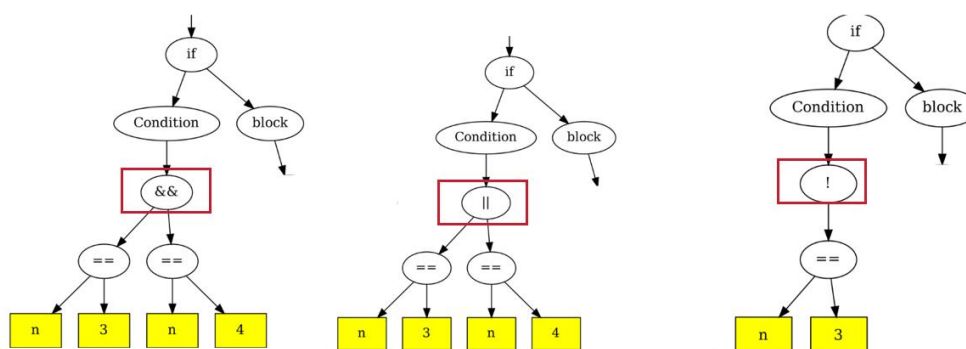 if
Condition
block
&&
==
==
n
3
n
4
if
Condition
block
||
==
==
n
3
n
4
if
Condition
block
!
==
n
3